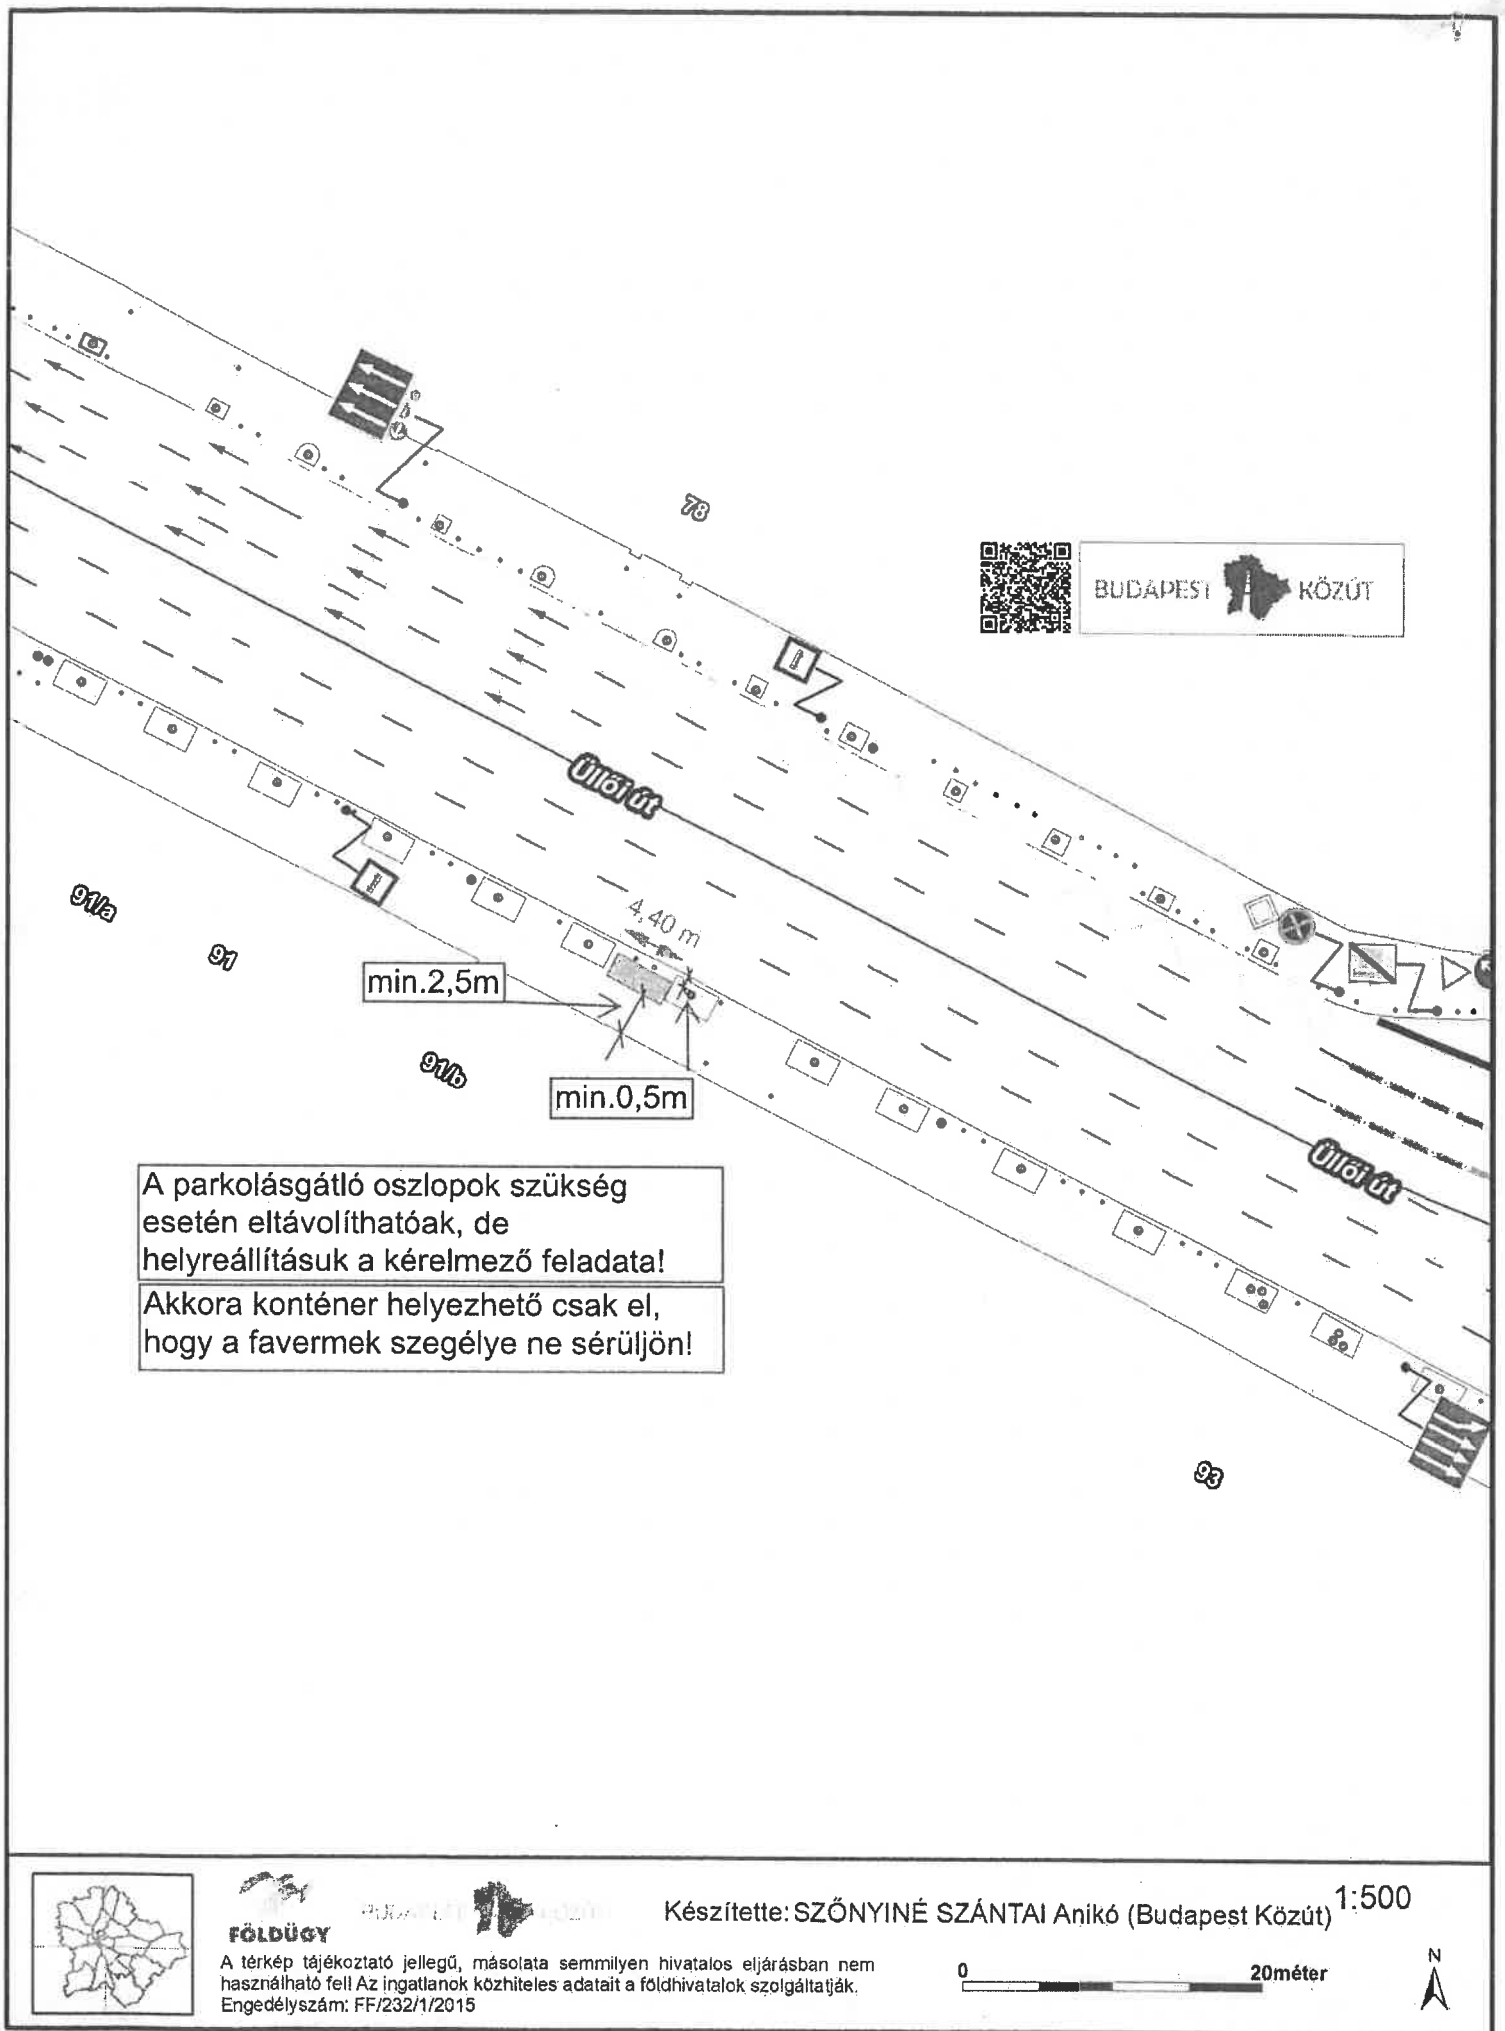 78
BUDAPEST KÖZÚT
Üllői út
4,40 m
91/a
91
min.2,5m
91/b
min.0,5m
Üllői út
A parkolásgátló oszlopok szükség
esetén eltávolíthatóak, de
helyreállításuk a kérelmező feladata!
Akkora konténer helyezhető csak el,
hogy a favermek szegélye ne sérüljön!
93
FÖLDÜGY
Készítette: SZŐNYINÉ SZÁNTAI Anikó (Budapest Közút)
1:500
A térkép tájékoztató jellegű, másolata semmilyen hivatalos eljárásban nem
használható fel! Az ingatlanok közhiteles adatait a földhivatalok szolgáltatják.
Engedélyszám: FF/232/1/2015
0 20méter
N